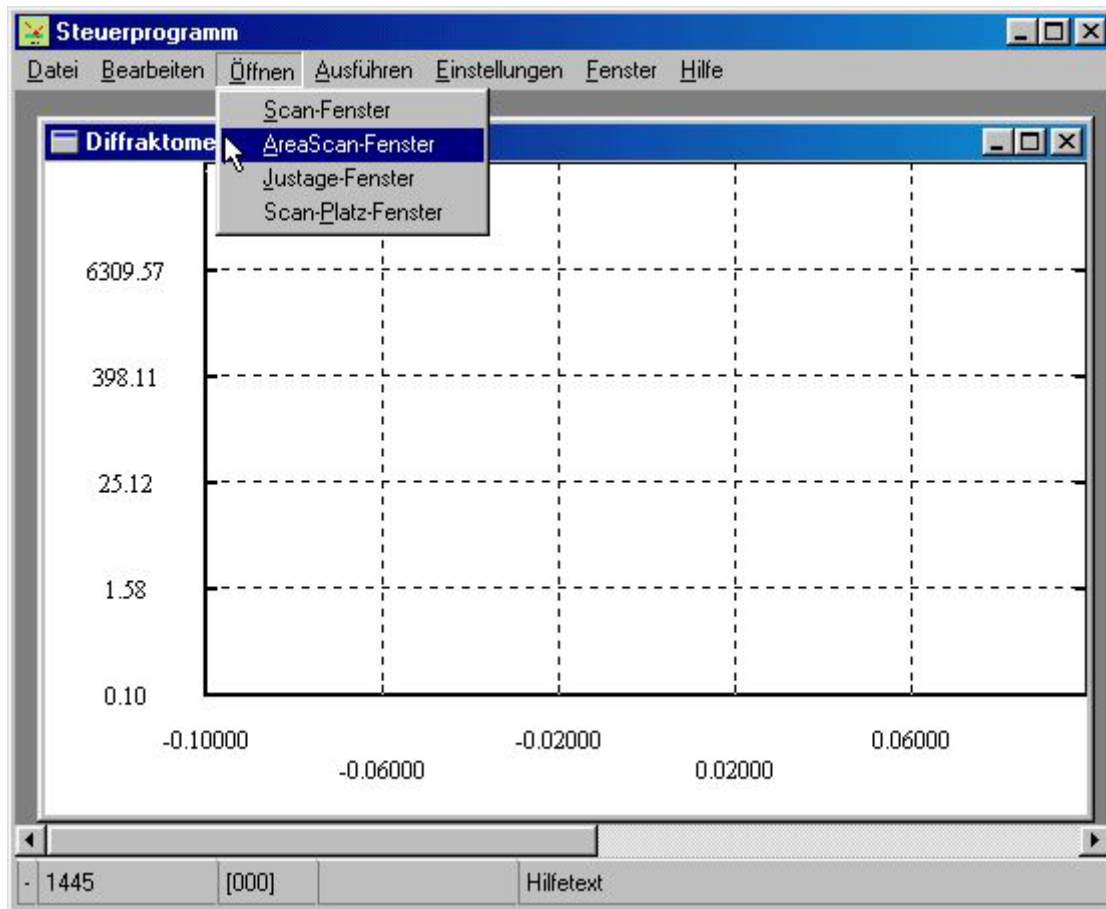 Steuerprogramm
Datei Bearbeiten Öffnen Ausführen Einstellungen Fenster Hilfe
Scan-Fenster
Diffraktome
AreaScan-Fenster
Justage-Fenster
Scan-Platz-Fenster
6309.57
398.11
25.12
1.58
0.10
-0.10000 -0.02000 0.06000
-0.06000 0.02000
- 1445 [000] Hilfetext